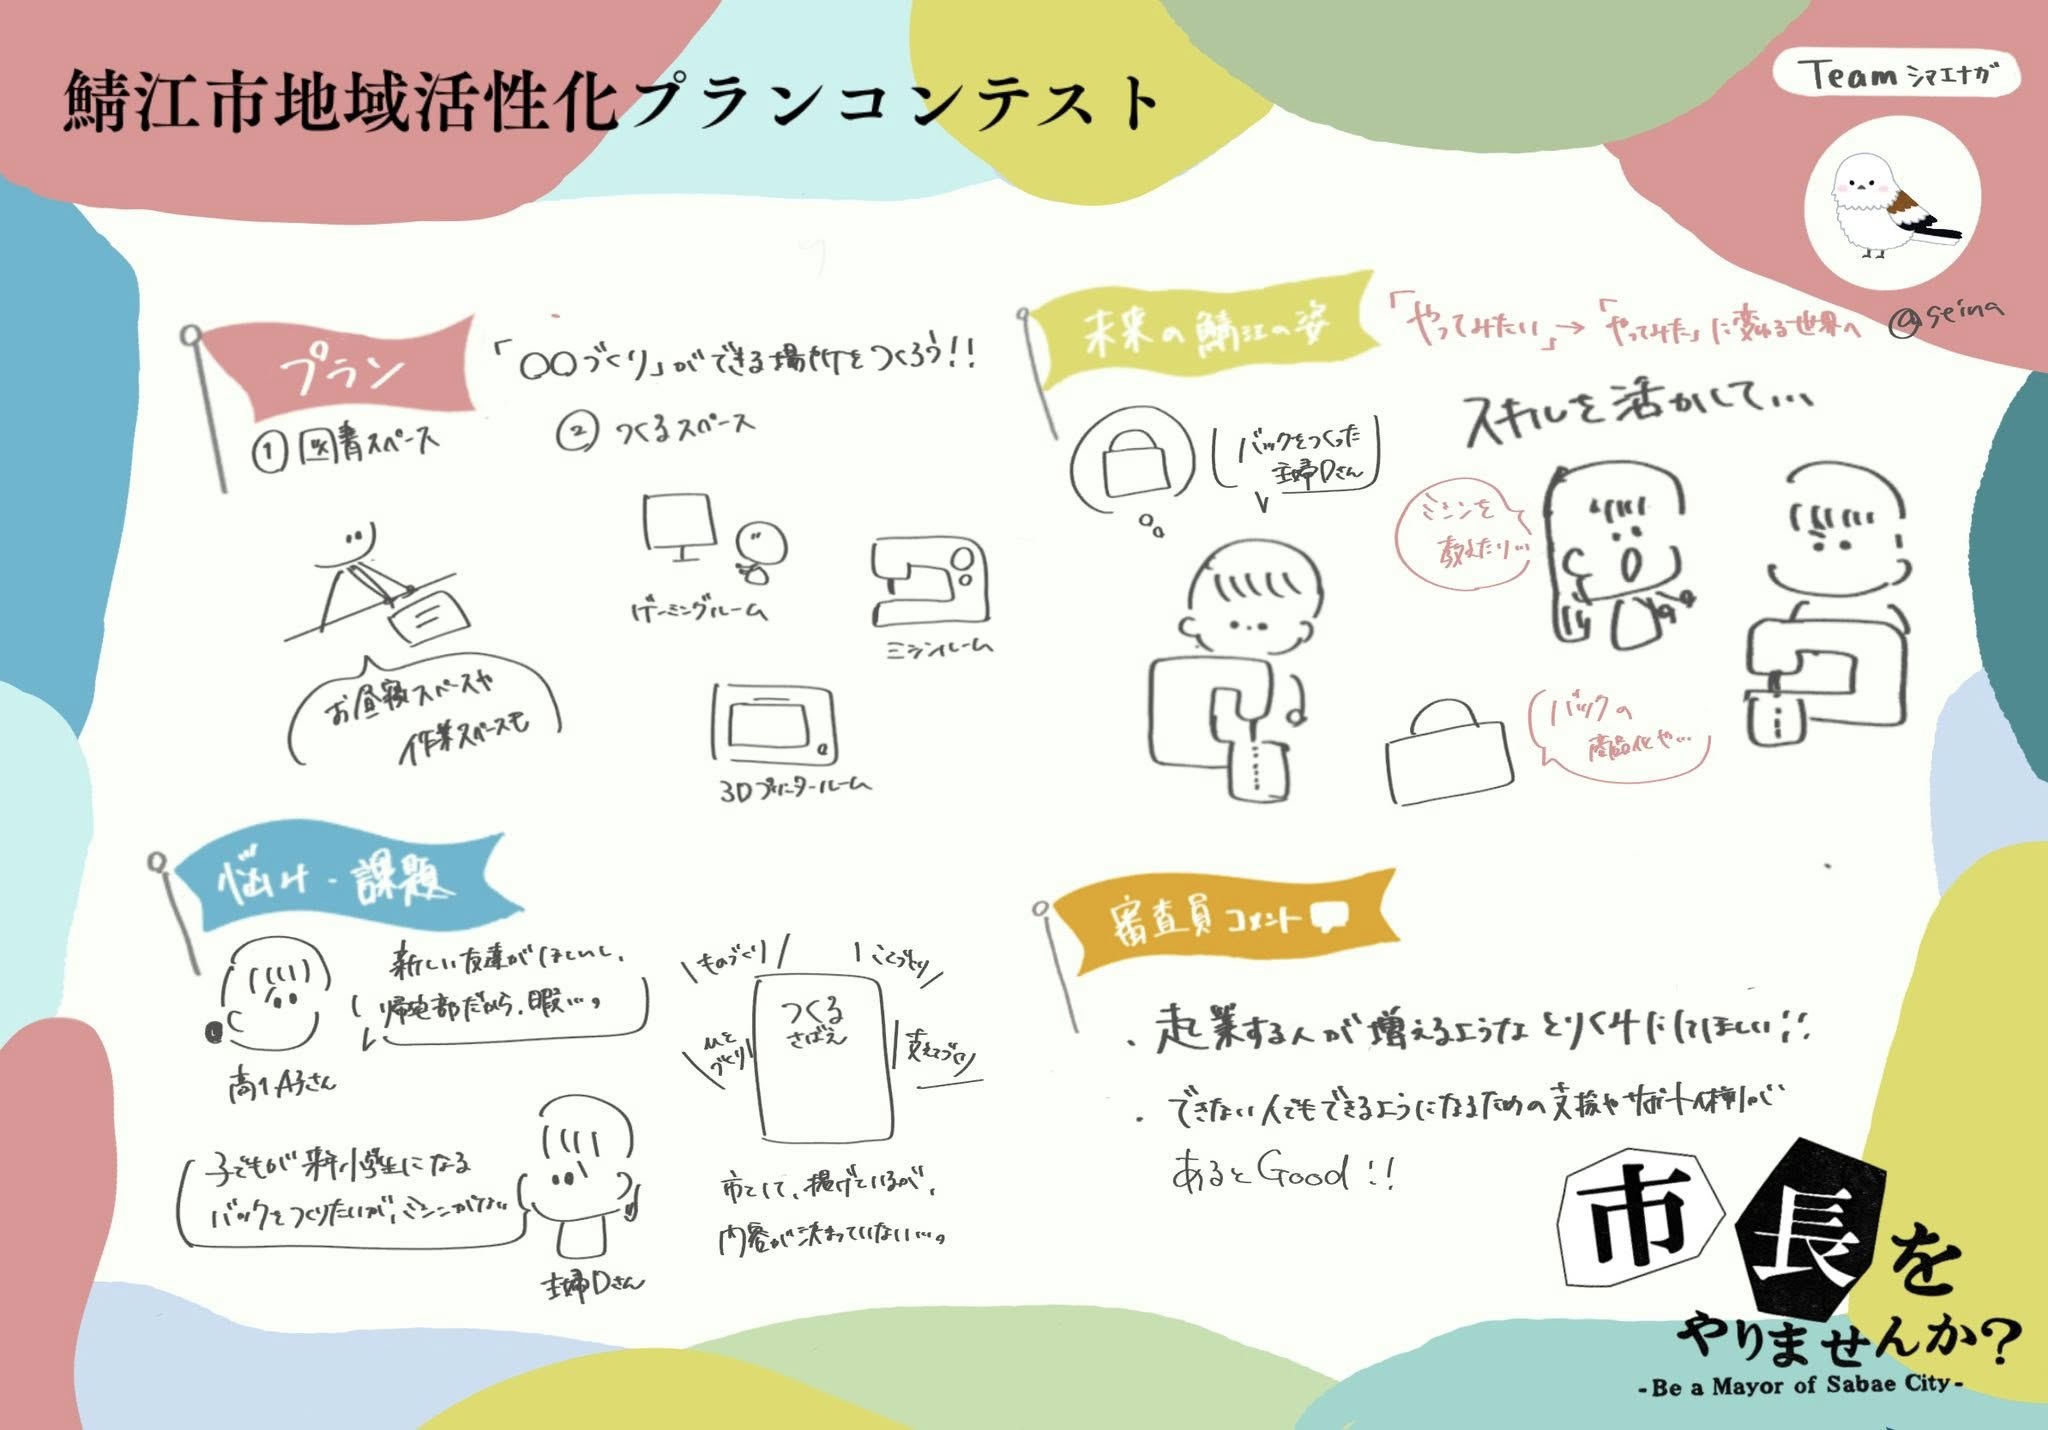 鯖江市地域活性化プランコンテスト
Team シマエナガ
@seina
プラン
「〇〇づくり」ができる場所をつくろう!!
① 図書スペース
② つくるスペース
ゲーミングルーム
ミシンルーム
3Dプリンタールーム
お昼寝スペースや
作業スペースも
未来の鯖江の姿
「やってみたい」→「やってみた」に変わる世界へ
バックをつくった
主婦Dさん
スキルを活かして…
ミシンを
教えたり…
バックの
商品化や…
悩み・課題
新しい友達がほしいし、
帰宅部だから、暇…。
高1 A子さん
子どもが来年小学生になる
バックをつくりたいが、ミシンがない
主婦Dさん
ものづくり
ことづくり
ひと
づくり
つくる
さばえ
支えてづくり
市として、掲げているが、
内容が決まっていない…。
審査員コメント
・起業する人が増えるようなとりくみにしてほしい!!
・できない人でもできるようになるための支援やサポート体制が
あるとGood!!
市長を
やりませんか?
-Be a Mayor of Sabae City-